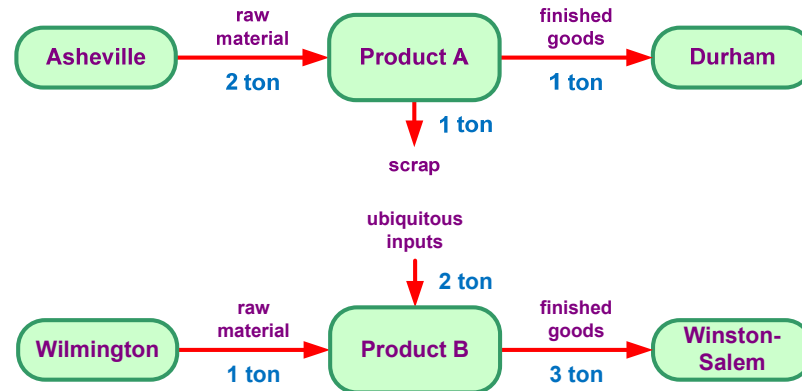 raw
material
finished
goods
Asheville
Product A
Durham
2 ton
1 ton
1 ton
scrap
ubiquitous
inputs
2 ton
raw
material
finished
goods
Wilmington
Product B
Winston-
Salem
1 ton
3 ton